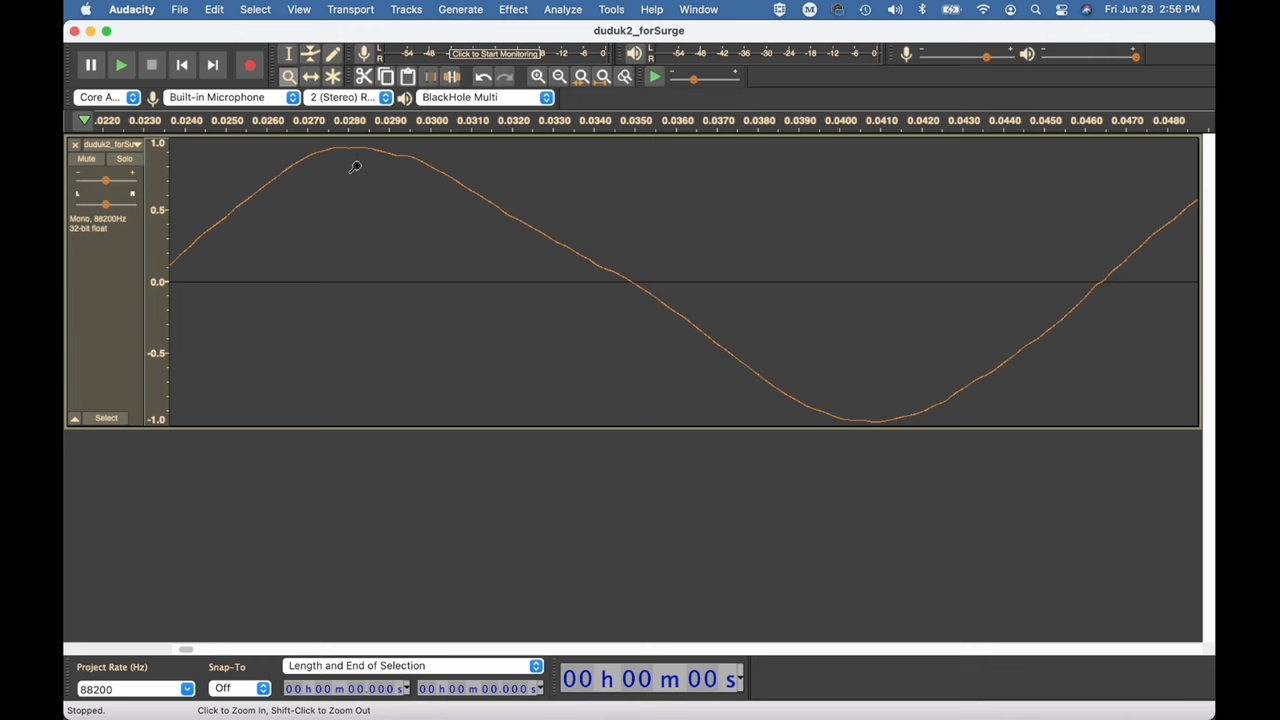 Audacity File Edit Select View Transport Tracks Generate Effect Analyze Tools Help Window Fri Jun 28 2:56 PM
duduk2_forSurge
L R -54 -48 Click to Start Monitoring 8 -12 -6 0 L R -54 -48 -42 -36 -30 -24 -18 -12 -6 0 - + - +
- +
Core A... Built-in Microphone 2 (Stereo) R... BlackHole Multi
.0220 0.0230 0.0250 0.0260 0.0270 0.0280 0.0290 0.0300 0.0310 0.0320 0.0330 0.0340 0.0350 0.0360 0.0370 0.0380 0.0390 0.0400 0.0410 0.0420 0.0430 0.0440 0.0450 0.0460 0.0470 0.0480
duduk2_forSu 1.0
Mute Solo
- +
L R
0.5
Mono, 88200Hz
32-bit float
0.0
-0.5
Select -1.0
Project Rate (Hz) Snap-To Length and End of Selection
88200 Off 00 h 00 m 00.000 s 00 h 00 m 00.000 s 00 h 00 m 00 s
Stopped. Click to Zoom In, Shift-Click to Zoom Out